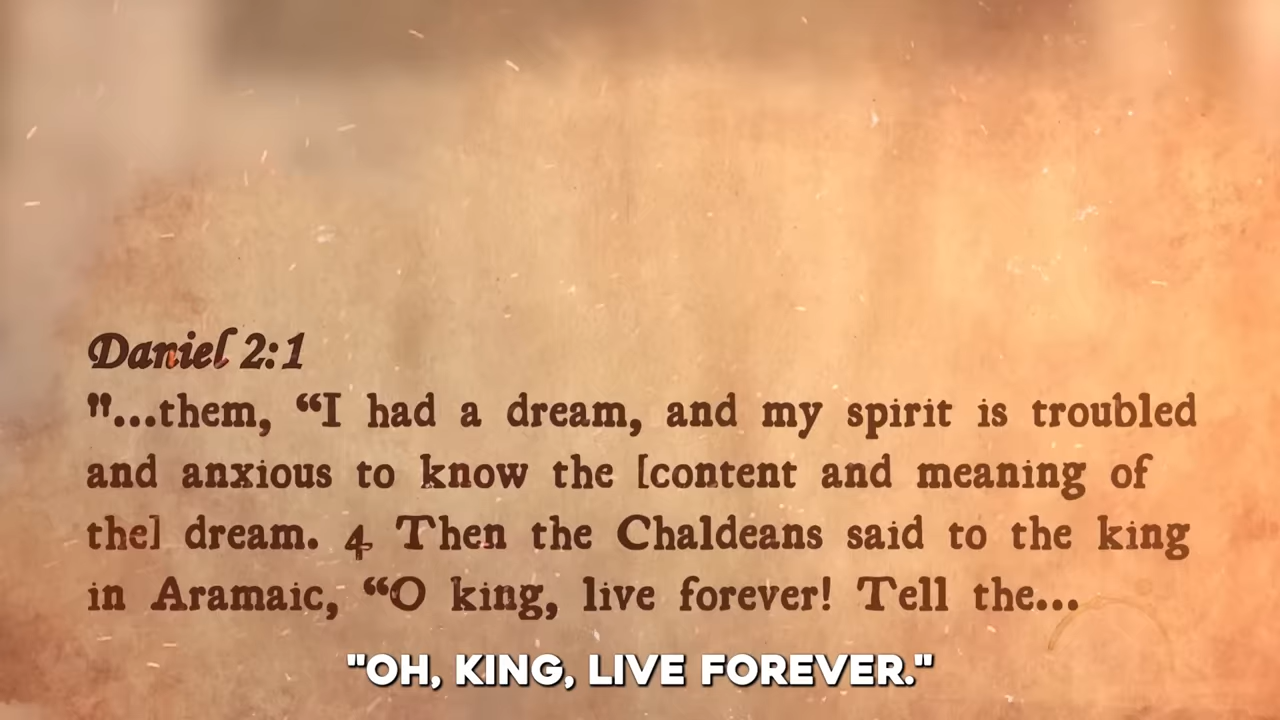 Daniel 2:1
"...them, “I had a dream, and my spirit is troubled
and anxious to know the [content and meaning of
the] dream. 4 Then the Chaldeans said to the king
in Aramaic, “O king, live forever! Tell the...
"OH, KING, LIVE FOREVER."